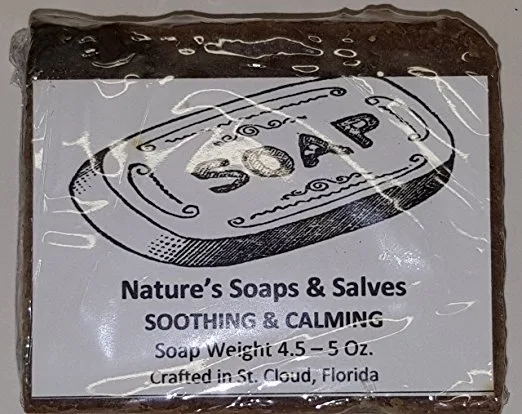 SOAP
Nature's Soaps & Salves
SOOTHING & CALMING
Soap Weight 4.5 – 5 Oz.
Crafted in St. Cloud, Florida